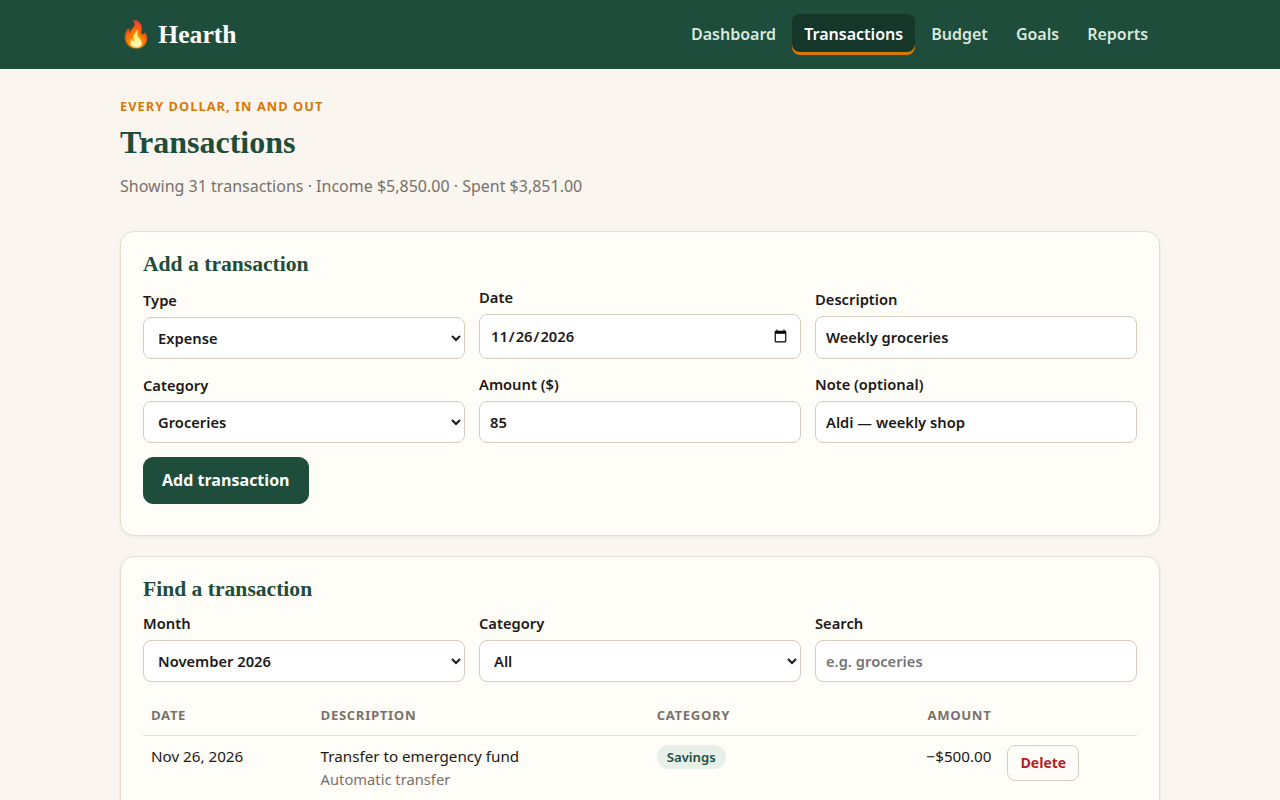 🔥 Hearth
Dashboard Transactions Budget Goals Reports
EVERY DOLLAR, IN AND OUT
Transactions
Showing 31 transactions · Income $5,850.00 · Spent $3,851.00
Add a transaction
Type Date Description
Expense 11/26/2026 Weekly groceries
Category Amount ($) Note (optional)
Groceries 85 Aldi — weekly shop
Add transaction
Find a transaction
Month Category Search
November 2026 All e.g. groceries
DATE DESCRIPTION CATEGORY AMOUNT
Nov 26, 2026 Transfer to emergency fund Savings −$500.00 Delete
Automatic transfer